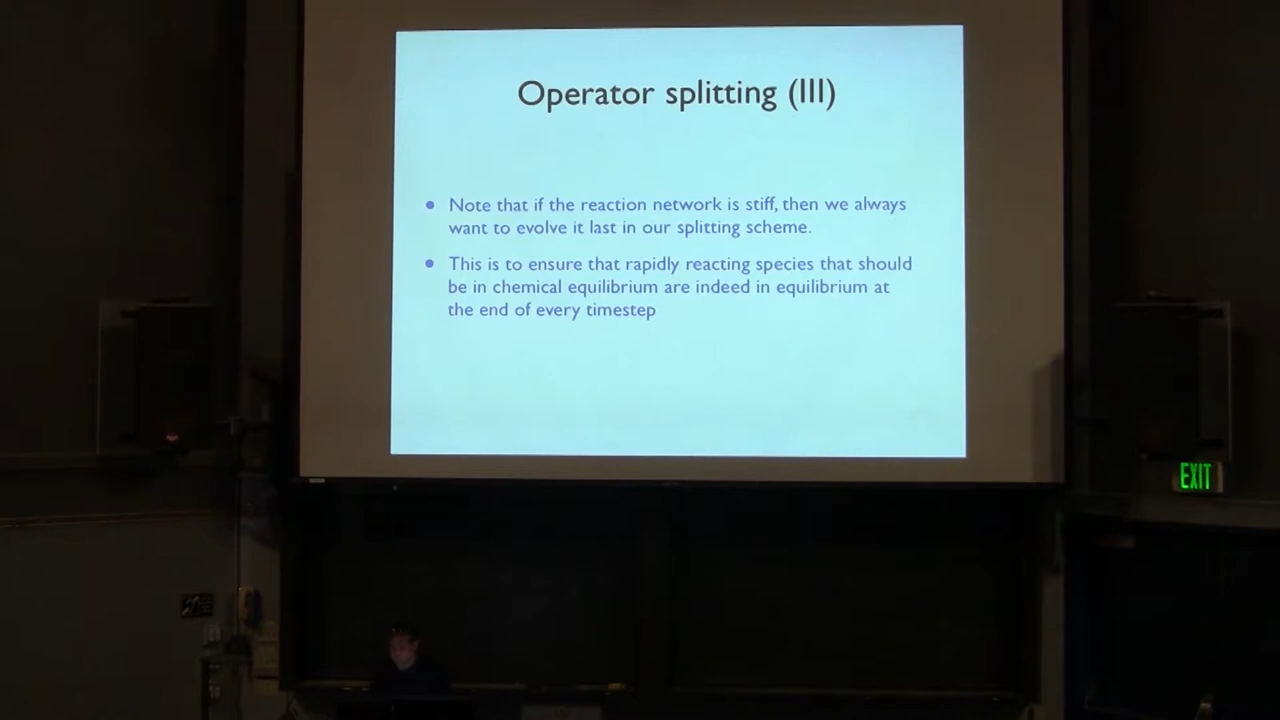 Operator splitting (III)
Note that if the reaction network is stiff, then we always
want to evolve it last in our splitting scheme.
This is to ensure that rapidly reacting species that should
be in chemical equilibrium are indeed in equilibrium at
the end of every timestep
EXIT